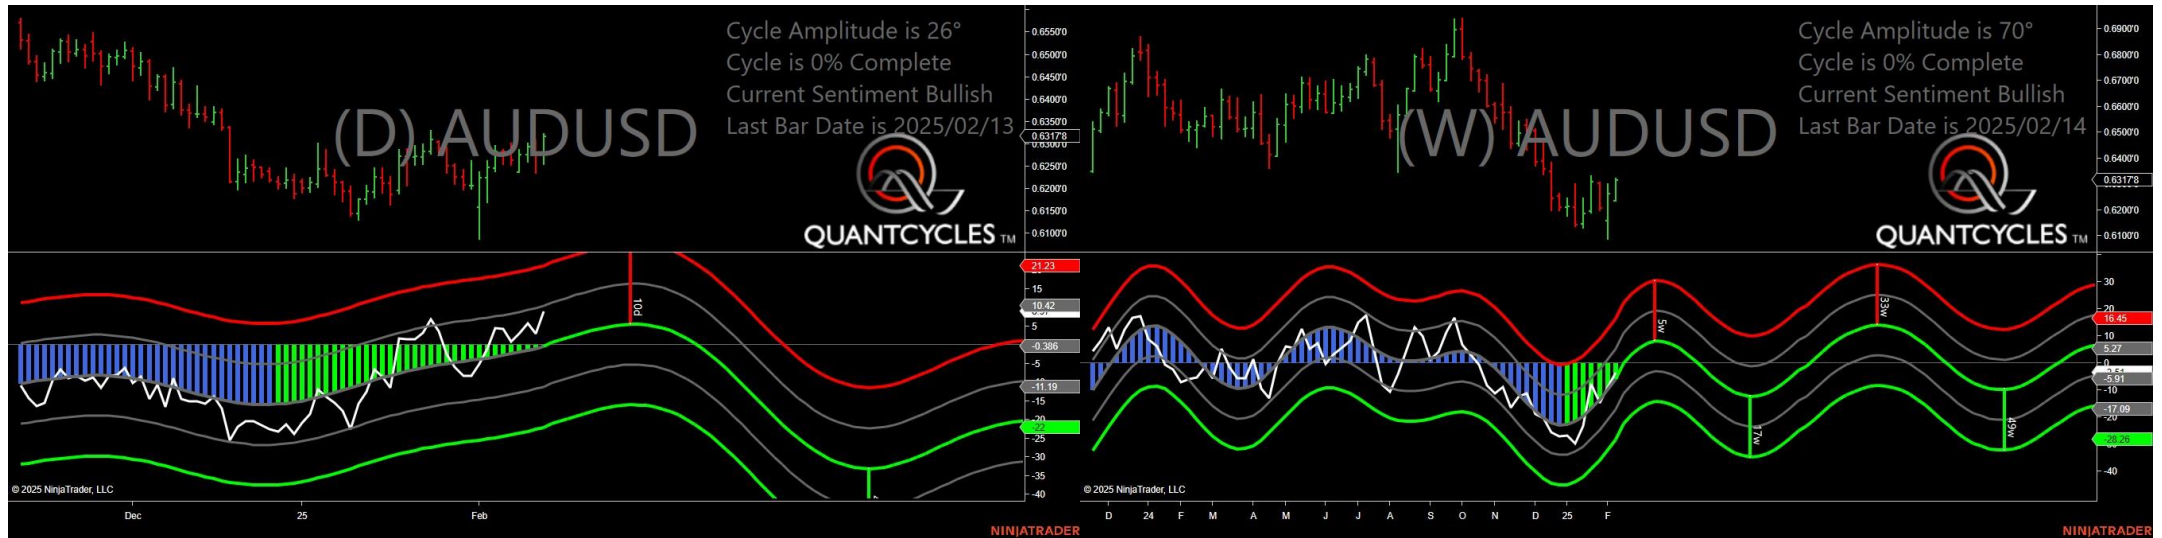 Cycle Amplitude is 26°
Cycle is 0% Complete
Current Sentiment Bullish
Last Bar Date is 2025/02/13
(D) AUDUSD
QUANTCYCLES TM
0.6550'0
0.6500'0
0.6450'0
0.6400'0
0.6350'0
0.6317'8
0.6300'0
0.6250'0
0.6200'0
0.6150'0
0.6100'0
10d
21.23
15
10.42
5
-0.386
-5
-11.19
-15
-20
-22
-25
-30
-35
-40
© 2025 NinjaTrader, LLC
Dec
25
Feb
NINJATRADER
Cycle Amplitude is 70°
Cycle is 0% Complete
Current Sentiment Bullish
Last Bar Date is 2025/02/14
(W) AUDUSD
QUANTCYCLES TM
0.6900'0
0.6800'0
0.6700'0
0.6600'0
0.6500'0
0.6400'0
0.6317'8
0.6200'0
0.6100'0
5w
17w
33w
49w
30
20
16.45
10
5.27
0
-5.91
-10
-17.09
-20
-28.26
-40
© 2025 NinjaTrader, LLC
D 24 F M A M J J A S O N D 25 F
NINJATRADER